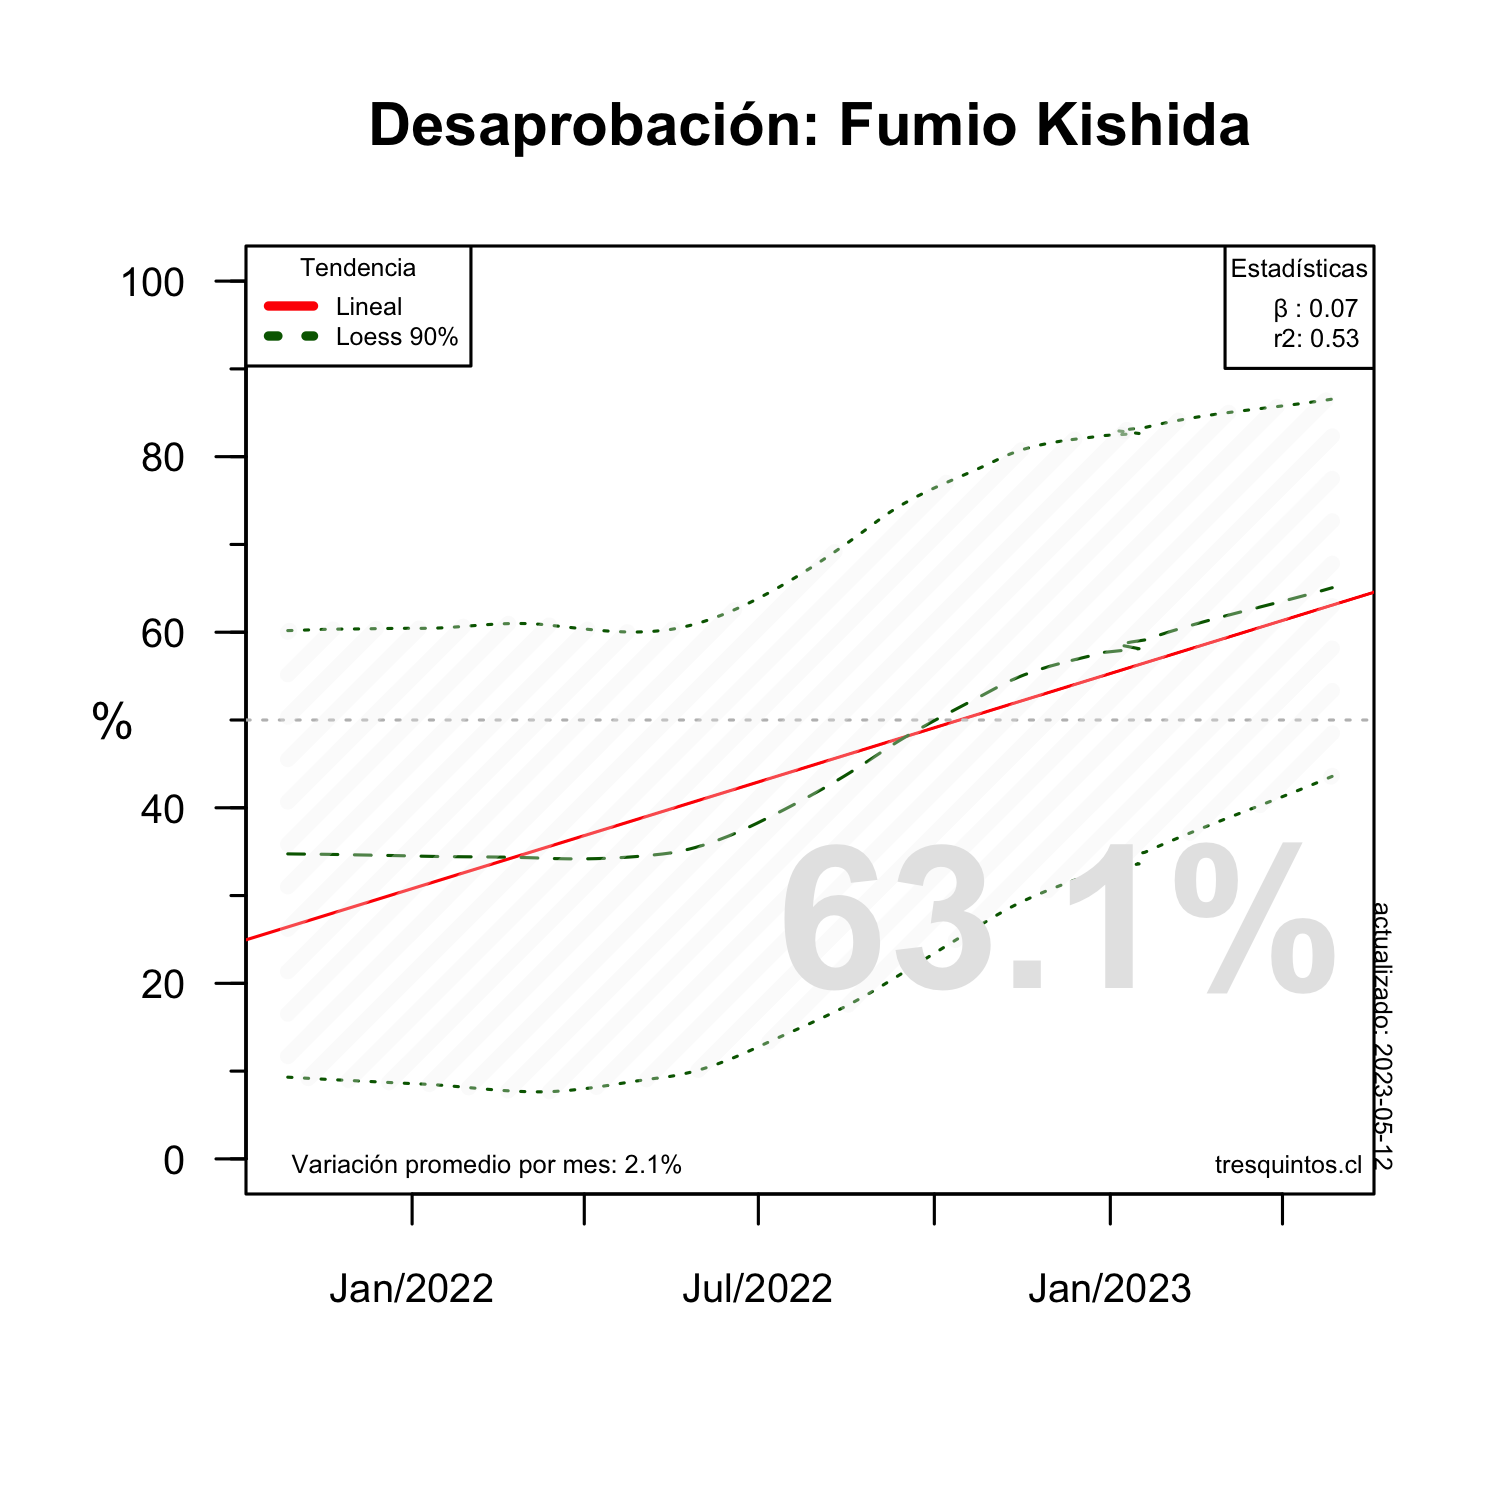 Desaprobación: Fumio Kishida
Tendencia
Lineal
Loess 90%
Estadísticas
β : 0.07
r2: 0.53
100
80
60
%
40
20
0
63.1%
actualizado: 2023-05-12
Variación promedio por mes: 2.1%
tresquintos.cl
Jan/2022
Jul/2022
Jan/2023